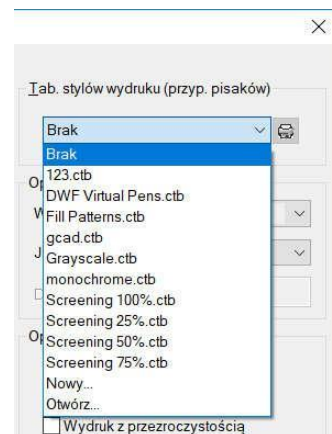 Tab. stylów wydruku (przyp. pisaków)
Brak
Brak
123.ctb
DWF Virtual Pens.ctb
Fill Patterns.ctb
gcad.ctb
Grayscale.ctb
monochrome.ctb
Screening 100%.ctb
Screening 25%.ctb
Screening 50%.ctb
Screening 75%.ctb
Nowy...
Otwórz...
Wydruk z przezroczystością